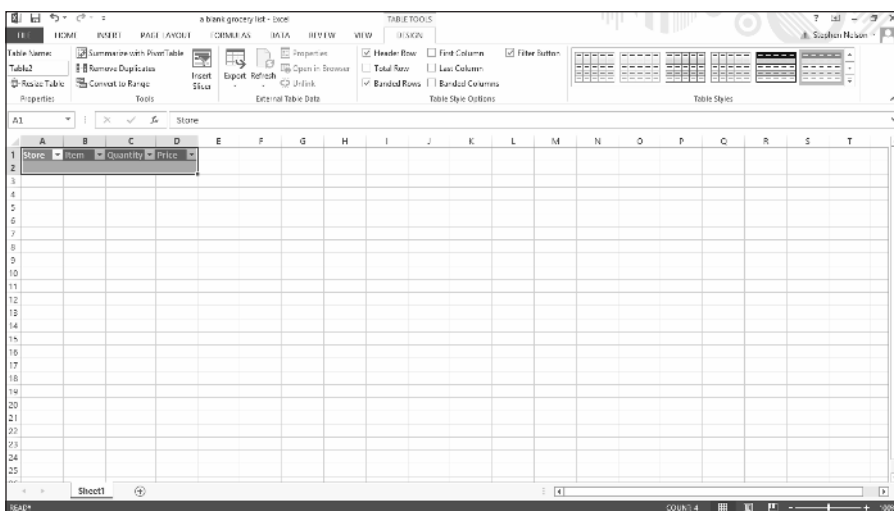 a blank grocery list - Excel TABLE TOOLS ?
FILE HOME INSERT PAGE LAYOUT FORMULAS DATA REVIEW VIEW DESIGN Stephen Nelson
Table Name: Summarize with PivotTable Properties Header Row First Column Filter Button
Table2 Remove Duplicates Insert Export Refresh Open in Browser Total Row Last Column
Resize Table Convert to Range Slicer Unlink Banded Rows Banded Columns
Properties Tools External Table Data Table Style Options Table Styles
A1 fx Store
A B C D E F G H I J K L M N O P Q R S T
1 Store Item Quantity Price
2
3
4
5
6
7
8
9
10
11
12
13
14
15
16
17
18
19
20
21
22
23
24
25
Sheet1
READY COUNT: 4